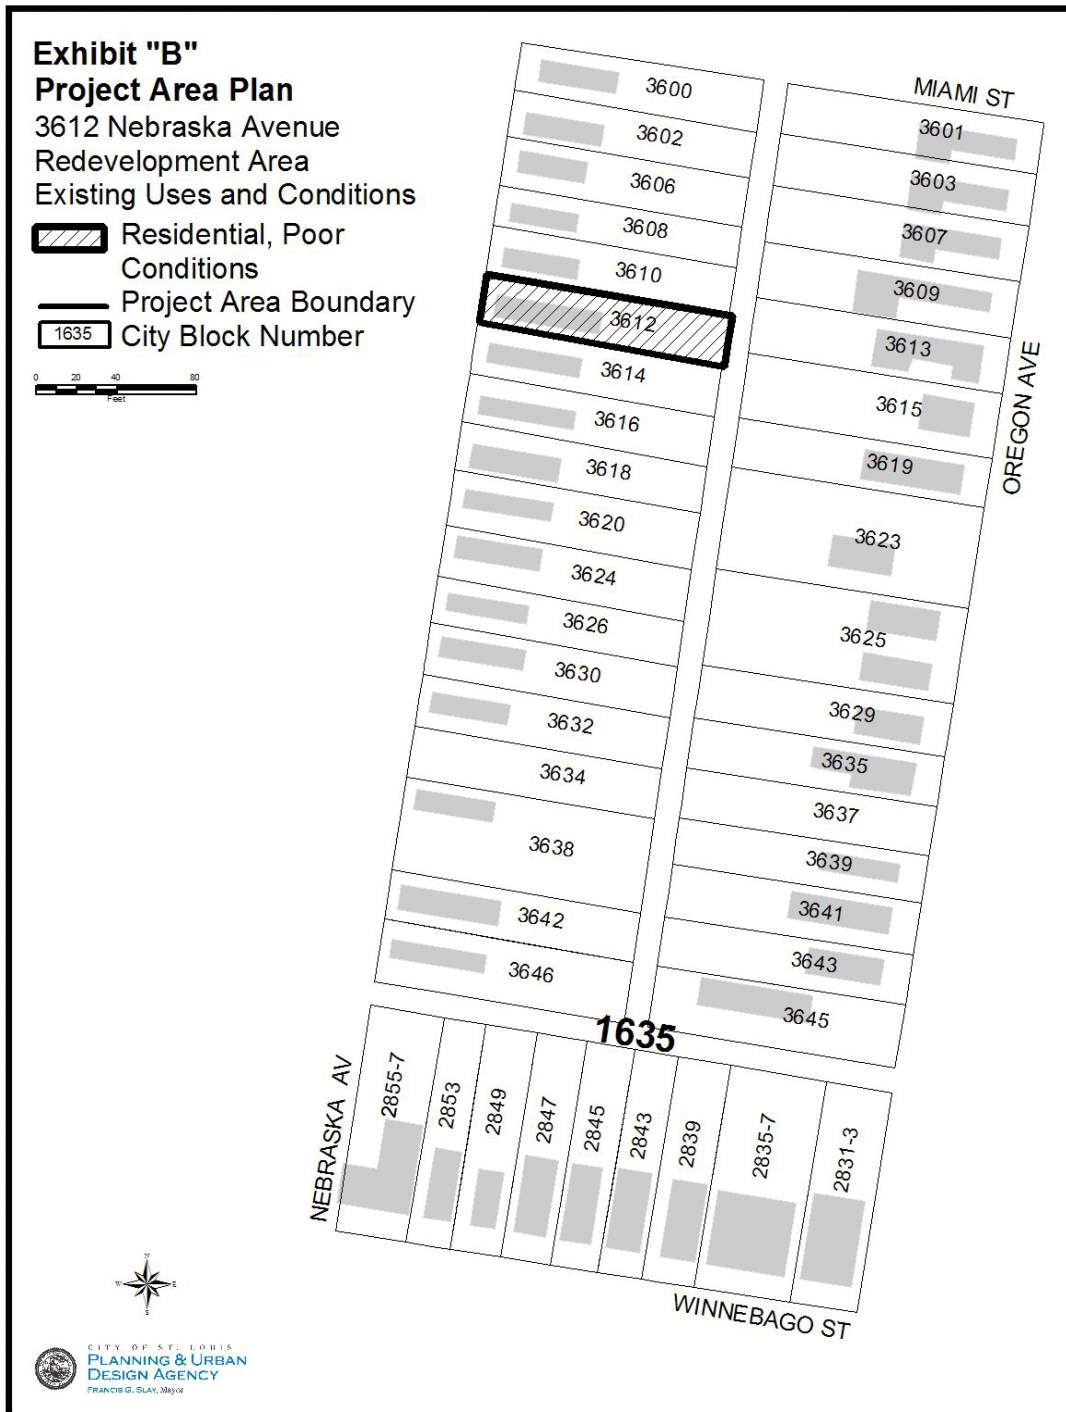 Exhibit "B"
Project Area Plan
3612 Nebraska Avenue
Redevelopment Area
Existing Uses and Conditions
Residential, Poor
Conditions
Project Area Boundary
1635 City Block Number
0 20 40 80
Feet
MIAMI ST
OREGON AVE
NEBRASKA AV
WINNEBAGO ST
3600
3602
3606
3608
3610
3612
3614
3616
3618
3620
3624
3626
3630
3632
3634
3638
3642
3646
3601
3603
3607
3609
3613
3615
3619
3623
3625
3629
3635
3637
3639
3641
3643
3645
1635
2855-7
2853
2849
2847
2845
2843
2839
2835-7
2831-3
N
W E
S
CITY OF ST. LOUIS
PLANNING & URBAN
DESIGN AGENCY
FRANCIS G. SLAY, Mayor